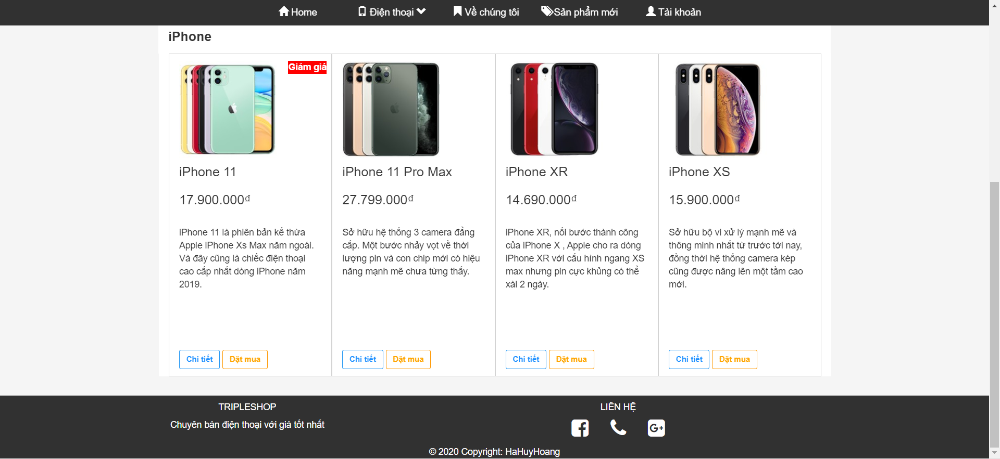 Home
Điện thoại
Về chúng tôi
Sản phẩm mới
Tài khoản
iPhone
Giảm giá
iPhone 11
17.900.000₫
iPhone 11 là phiên bản kế thừa
Apple iPhone Xs Max năm ngoái.
Và đây cũng là chiếc điện thoại
cao cấp nhất dòng iPhone năm
2019.
Chi tiết
Đặt mua
iPhone 11 Pro Max
27.799.000₫
Sở hữu hệ thống 3 camera đẳng
cấp. Một bước nhảy vọt về thời
lượng pin và con chip mới có hiệu
năng mạnh mẽ chưa từng thấy.
Chi tiết
Đặt mua
iPhone XR
14.690.000₫
iPhone XR, nối bước thành công
của iPhone X , Apple cho ra dòng
iPhone XR với cấu hình ngang XS
max nhưng pin cực khủng có thể
xài 2 ngày.
Chi tiết
Đặt mua
iPhone XS
15.900.000₫
Sở hữu bộ vi xử lý mạnh mẽ và
thông minh nhất từ trước tới nay,
đồng thời hệ thống camera kép
cũng được nâng lên một tầm cao
mới.
Chi tiết
Đặt mua
TRIPLESHOP
Chuyên bán điện thoại với giá tốt nhất
LIÊN HỆ
G+
© 2020 Copyright: HaHuyHoang